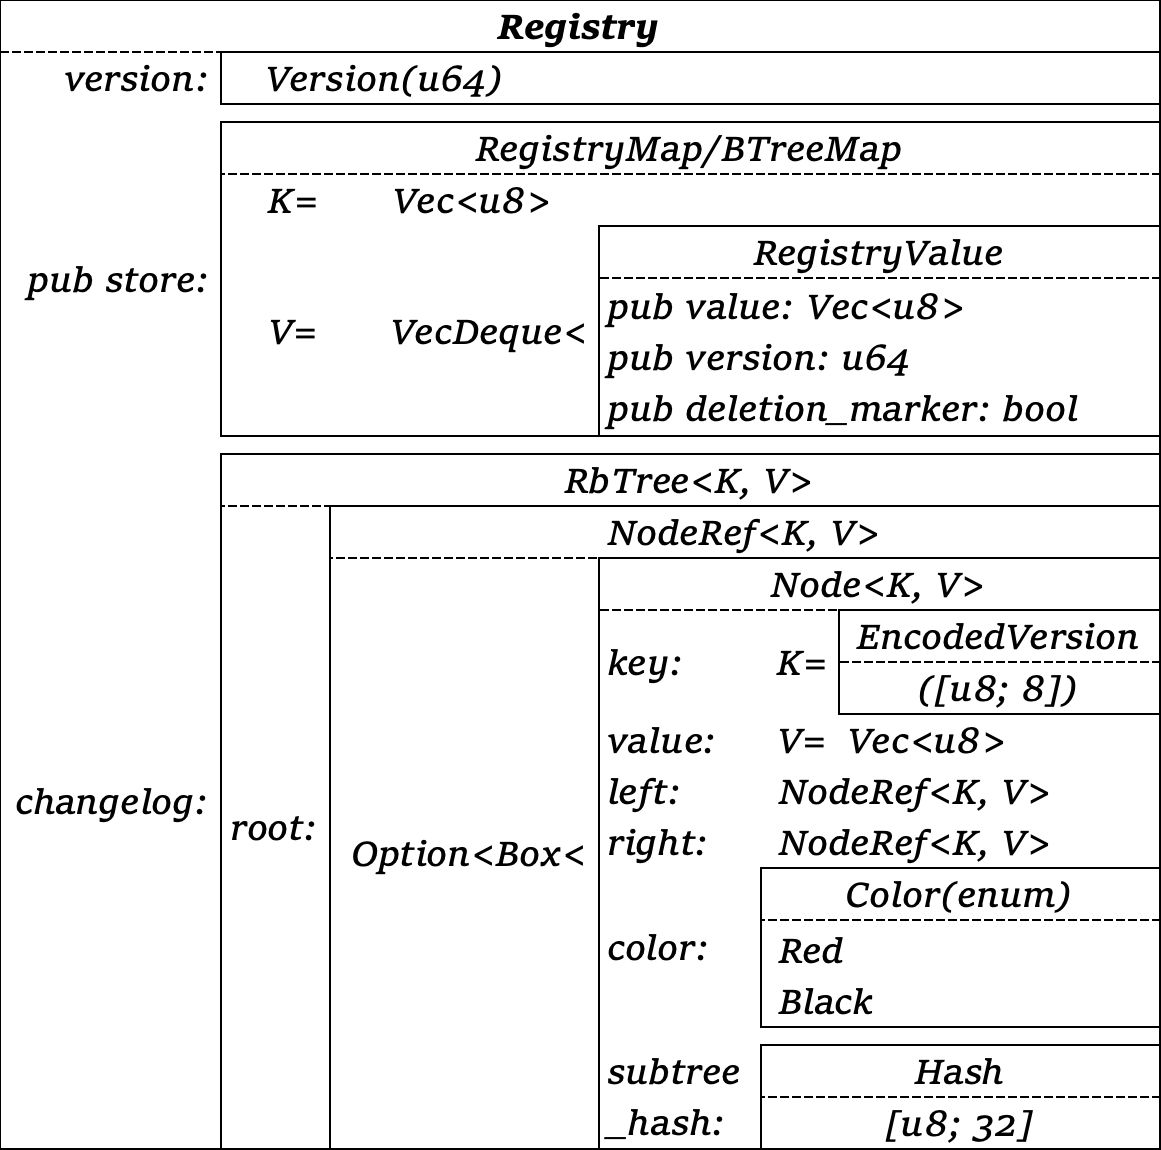 Registry
version: Version(u64)
RegistryMap/BTreeMap
K= Vec<u8>
pub store:
V= VecDeque<
RegistryValue
pub value: Vec<u8>
pub version: u64
pub deletion_marker: bool
changelog:
RbTree<K, V>
root:
NodeRef<K, V>
Option<Box<
Node<K, V>
key: K=
EncodedVersion
([u8; 8])
value: V= Vec<u8>
left: NodeRef<K, V>
right: NodeRef<K, V>
color:
Color(enum)
Red
Black
subtree
_hash:
Hash
[u8; 32]